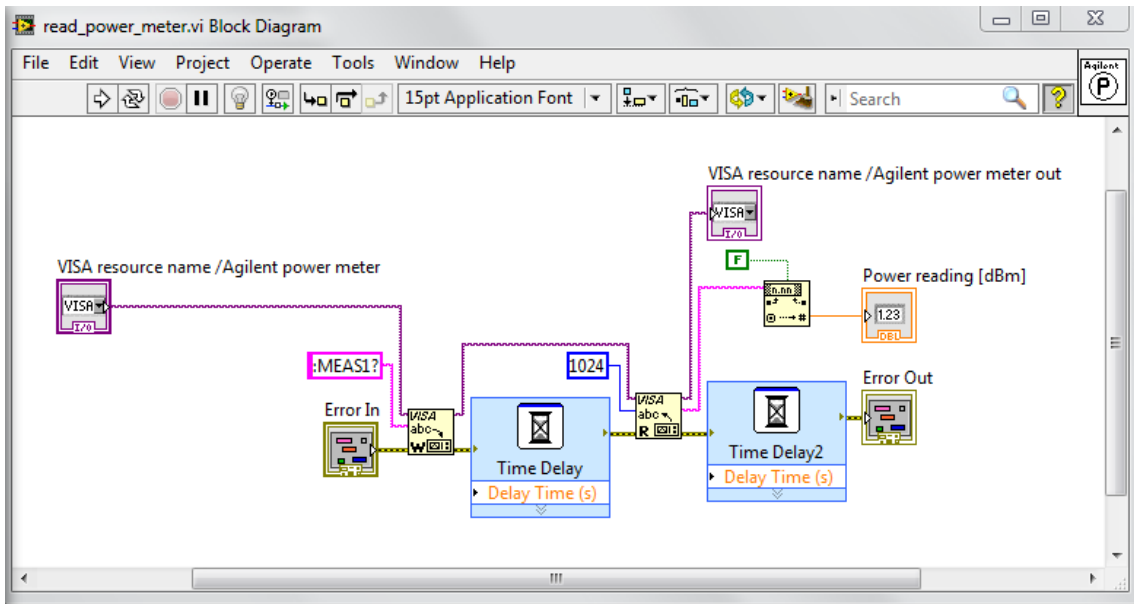 read_power_meter.vi Block Diagram
File Edit View Project Operate Tools Window Help
15pt Application Font
Search
Agilent
P
VISA resource name /Agilent power meter out
VISA
I/O
F
VISA resource name /Agilent power meter
n.nn
Power reading [dBm]
VISA
1.23
I/O
#
DBL
:MEAS1?
1024
Error Out
Error In
VISA
VISA
abc
abc
W
R
Time Delay
Time Delay2
Delay Time (s)
Delay Time (s)